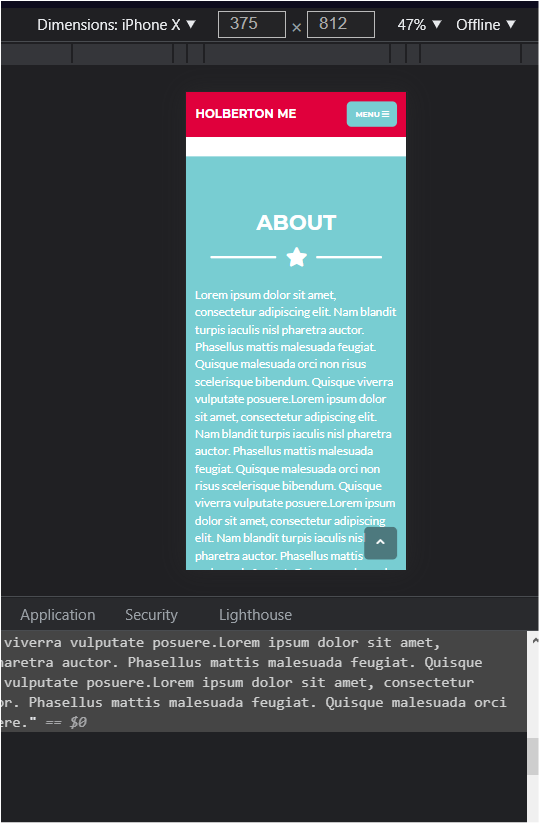 Dimensions: iPhone X ▼ 375 × 812 47% ▼ Offline ▼
HOLBERTON ME MENU
ABOUT
Lorem ipsum dolor sit amet,
consectetur adipiscing elit. Nam blandit
turpis iaculis nisl pharetra auctor.
Phasellus mattis malesuada feugiat.
Quisque malesuada orci non risus
scelerisque bibendum. Quisque viverra
vulputate posuere.Lorem ipsum dolor
sit amet, consectetur adipiscing elit.
Nam blandit turpis iaculis nisl pharetra
auctor. Phasellus mattis malesuada
feugiat. Quisque malesuada orci non
risus scelerisque bibendum. Quisque
viverra vulputate posuere.Lorem ipsum
dolor sit amet, consectetur adipiscing
elit. Nam blandit turpis iaculis nisl
pharetra auctor. Phasellus mattis
Application Security Lighthouse
viverra vulputate posuere.Lorem ipsum dolor sit amet,
haretra auctor. Phasellus mattis malesuada feugiat. Quisque
vulputate posuere.Lorem ipsum dolor sit amet, consectetur
or. Phasellus mattis malesuada feugiat. Quisque malesuada orci
ere." == $0